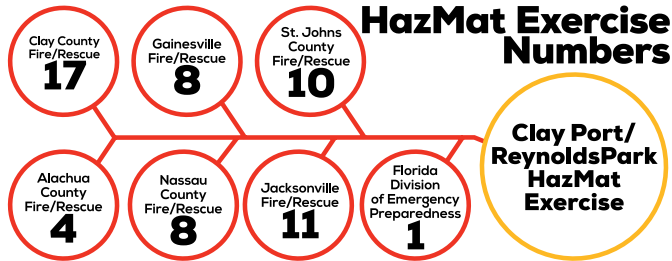 HazMat Exercise
Numbers
Clay County
Fire/Rescue
17
Gainesville
Fire/Rescue
8
St. Johns
County
Fire/Rescue
10
Alachua
County
Fire/Rescue
4
Nassau
County
Fire/Rescue
8
Jacksonville
Fire/Rescue
11
Florida
Division
of Emergency
Preparedness
1
Clay Port/
ReynoldsPark
HazMat
Exercise